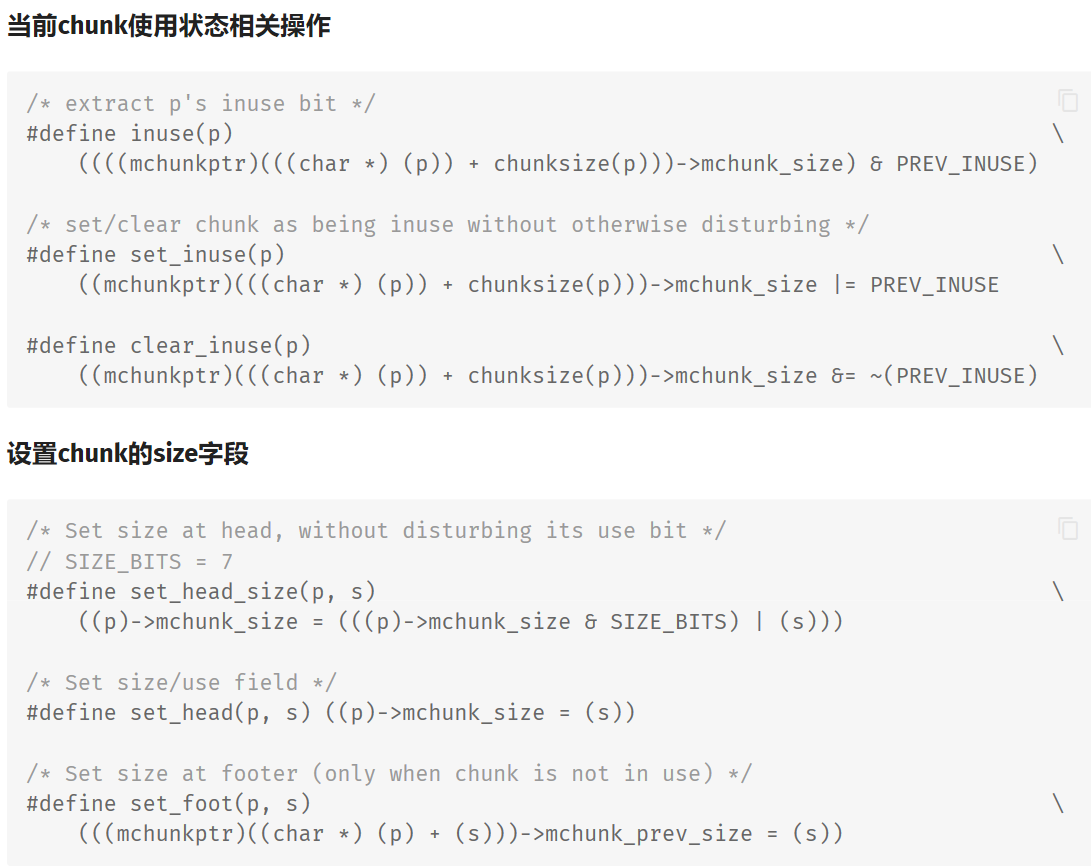 当前chunk使用状态相关操作
/* extract p's inuse bit */
#define inuse(p)                                                               \
    ((((mchunkptr)(((char *) (p)) + chunksize(p)))->mchunk_size) & PREV_INUSE)
/* set/clear chunk as being inuse without otherwise disturbing */
#define set_inuse(p)                                                           \
    ((mchunkptr)(((char *) (p)) + chunksize(p)))->mchunk_size |= PREV_INUSE
#define clear_inuse(p)                                                         \
    ((mchunkptr)(((char *) (p)) + chunksize(p)))->mchunk_size &= ~(PREV_INUSE)
设置chunk的size字段
/* Set size at head, without disturbing its use bit */
// SIZE_BITS = 7
#define set_head_size(p, s)                                                    \
    ((p)->mchunk_size = (((p)->mchunk_size & SIZE_BITS) | (s)))
/* Set size/use field */
#define set_head(p, s) ((p)->mchunk_size = (s))
/* Set size at footer (only when chunk is not in use) */
#define set_foot(p, s)                                                         \
    (((mchunkptr)((char *) (p) + (s)))->mchunk_prev_size = (s))